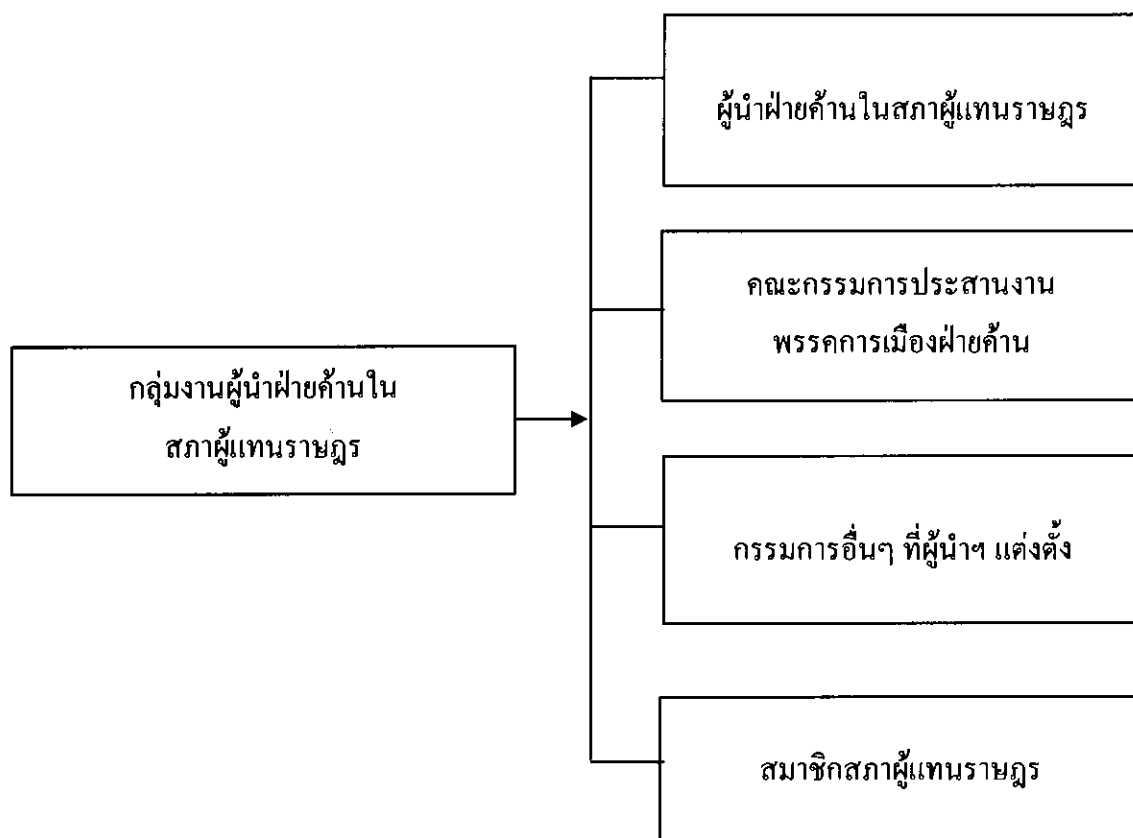 ผู้นำฝ่ายค้านในสภาผู้แทนราษฎร
คณะกรรมการประสานงาน
พรรคการเมืองฝ่ายค้าน
กลุ่มงานผู้นำฝ่ายค้านใน
สภาผู้แทนราษฎร
กรรมการอื่นๆ ที่ผู้นำฯ แต่งตั้ง
สมาชิกสภาผู้แทนราษฎร